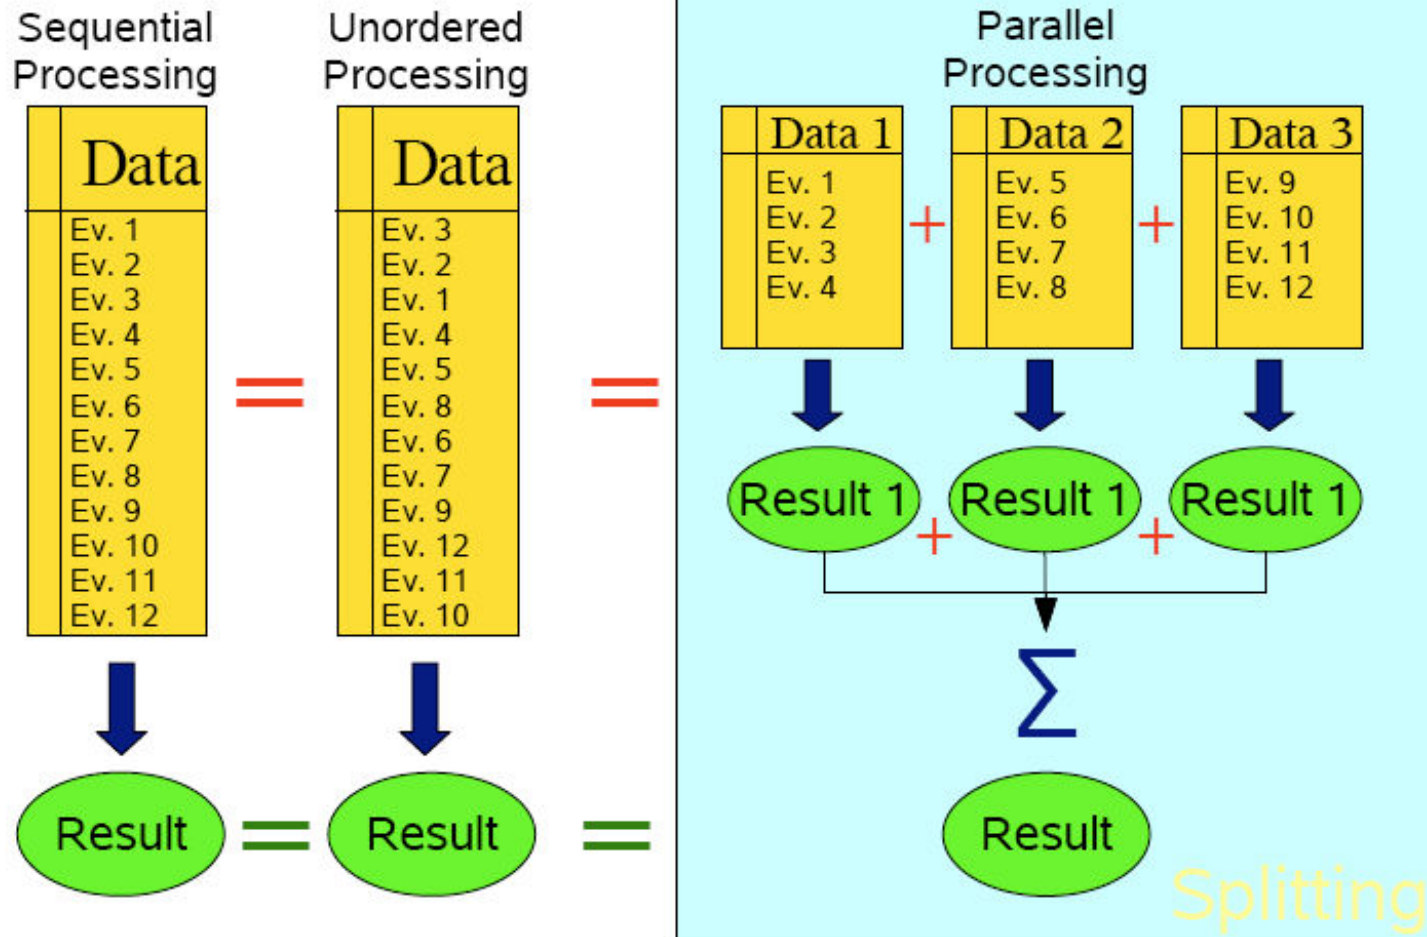 Sequential
Processing
Data
Ev. 1
Ev. 2
Ev. 3
Ev. 4
Ev. 5
Ev. 6
Ev. 7
Ev. 8
Ev. 9
Ev. 10
Ev. 11
Ev. 12
Result
=
=
Unordered
Processing
Data
Ev. 3
Ev. 2
Ev. 1
Ev. 4
Ev. 5
Ev. 8
Ev. 6
Ev. 7
Ev. 9
Ev. 12
Ev. 11
Ev. 10
Result
=
=
Parallel
Processing
Data 1
Ev. 1
Ev. 2
Ev. 3
Ev. 4
+
Data 2
Ev. 5
Ev. 6
Ev. 7
Ev. 8
+
Data 3
Ev. 9
Ev. 10
Ev. 11
Ev. 12
Result 1 + Result 1 + Result 1
Σ
Result
Splitting